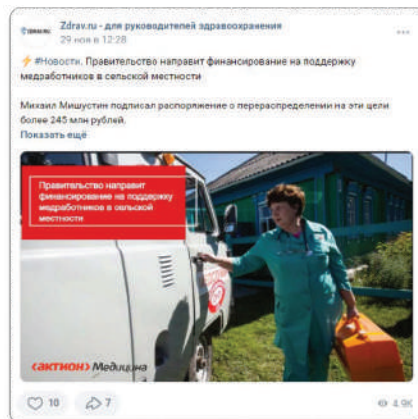 ZDRAV.RU
Zdrav.ru - для руководителей здравоохранения
29 ноя в 12:28
⚡ #Новости. Правительство направит финансирование на поддержку
медработников в сельской местности
Михаил Мишустин подписал распоряжение о перераспределении на эти цели
более 245 млн рублей.
Показать ещё
Правительство направит
финансирование на поддержку
медработников в сельской
местности
<АКТИОН> Медицина
10
7
4.9K